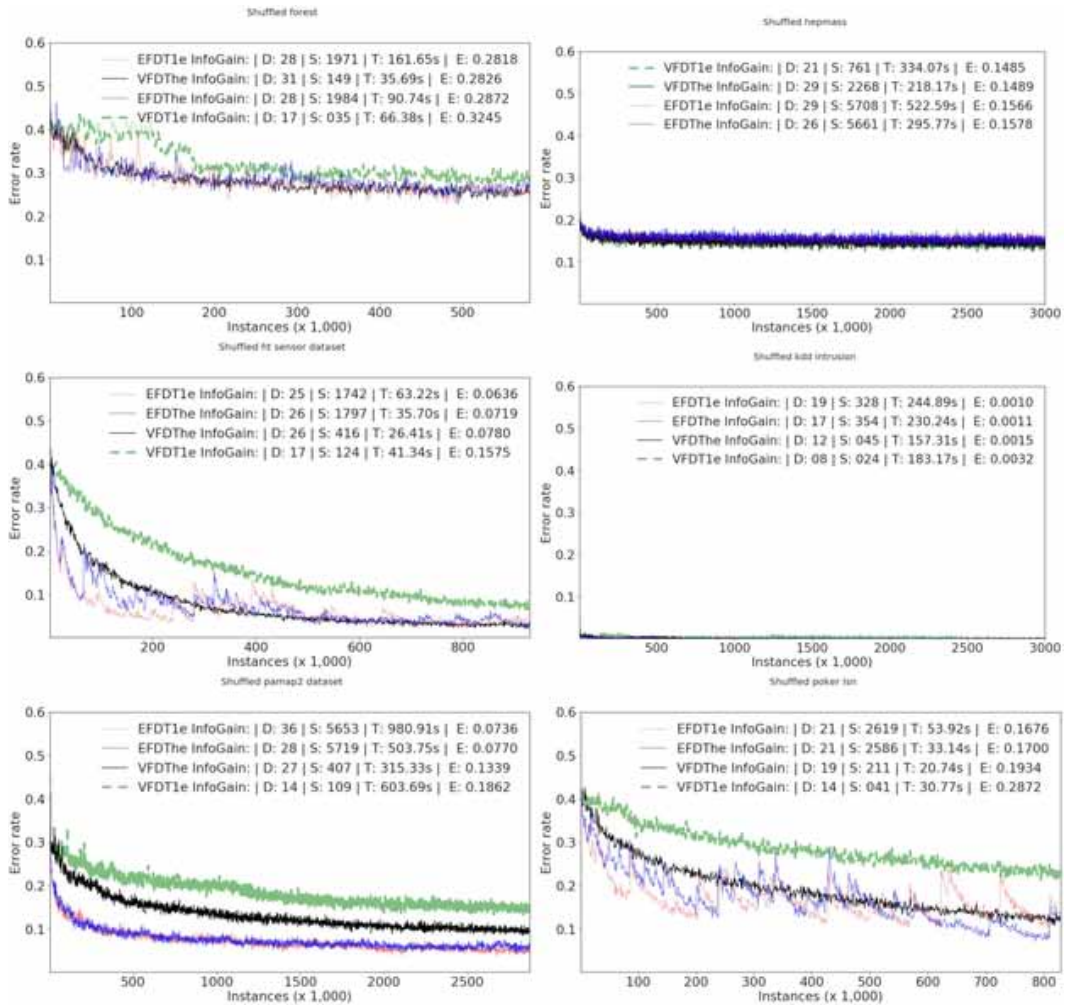 Shuffled forest
0.6
0.5
0.4
0.3
0.2
0.1
Error rate
EFDT1e InfoGain: | D: 28 | S: 1971 | T: 161.65s | E: 0.2818
VFDThe InfoGain: | D: 31 | S: 149 | T: 35.69s | E: 0.2826
EFDThe InfoGain: | D: 28 | S: 1984 | T: 90.74s | E: 0.2872
VFDT1e InfoGain: | D: 17 | S: 035 | T: 66.38s | E: 0.3245
100 200 300 400 500
Instances (x 1,000)
Shuffled hepmass
0.6
0.5
0.4
0.3
0.2
0.1
Error rate
VFDT1e InfoGain: | D: 21 | S: 761 | T: 334.07s | E: 0.1485
VFDThe InfoGain: | D: 29 | S: 2268 | T: 218.17s | E: 0.1489
EFDT1e InfoGain: | D: 29 | S: 5708 | T: 522.59s | E: 0.1566
EFDThe InfoGain: | D: 26 | S: 5661 | T: 295.77s | E: 0.1578
500 1000 1500 2000 2500 3000
Instances (x 1,000)
Shuffled fit sensor dataset
0.6
0.5
0.4
0.3
0.2
0.1
Error rate
EFDT1e InfoGain: | D: 25 | S: 1742 | T: 63.22s | E: 0.0636
EFDThe InfoGain: | D: 26 | S: 1797 | T: 35.70s | E: 0.0719
VFDThe InfoGain: | D: 26 | S: 416 | T: 26.41s | E: 0.0780
VFDT1e InfoGain: | D: 17 | S: 124 | T: 41.34s | E: 0.1575
200 400 600 800
Instances (x 1,000)
Shuffled kdd intrusion
0.6
0.5
0.4
0.3
0.2
0.1
Error rate
EFDT1e InfoGain: | D: 19 | S: 328 | T: 244.89s | E: 0.0010
EFDThe InfoGain: | D: 17 | S: 354 | T: 230.24s | E: 0.0011
VFDThe InfoGain: | D: 12 | S: 045 | T: 157.31s | E: 0.0015
VFDT1e InfoGain: | D: 08 | S: 024 | T: 183.17s | E: 0.0032
500 1000 1500 2000 2500 3000
Instances (x 1,000)
Shuffled pamap2 dataset
0.6
0.5
0.4
0.3
0.2
0.1
Error rate
EFDT1e InfoGain: | D: 36 | S: 5653 | T: 980.91s | E: 0.0736
EFDThe InfoGain: | D: 28 | S: 5719 | T: 503.75s | E: 0.0770
VFDThe InfoGain: | D: 27 | S: 407 | T: 315.33s | E: 0.1339
VFDT1e InfoGain: | D: 14 | S: 109 | T: 603.69s | E: 0.1862
500 1000 1500 2000 2500
Instances (x 1,000)
Shuffled poker lsn
0.6
0.5
0.4
0.3
0.2
0.1
Error rate
EFDT1e InfoGain: | D: 21 | S: 2619 | T: 53.92s | E: 0.1676
EFDThe InfoGain: | D: 21 | S: 2586 | T: 33.14s | E: 0.1700
VFDThe InfoGain: | D: 19 | S: 211 | T: 20.74s | E: 0.1934
VFDT1e InfoGain: | D: 14 | S: 041 | T: 30.77s | E: 0.2872
100 200 300 400 500 600 700 800
Instances (x 1,000)